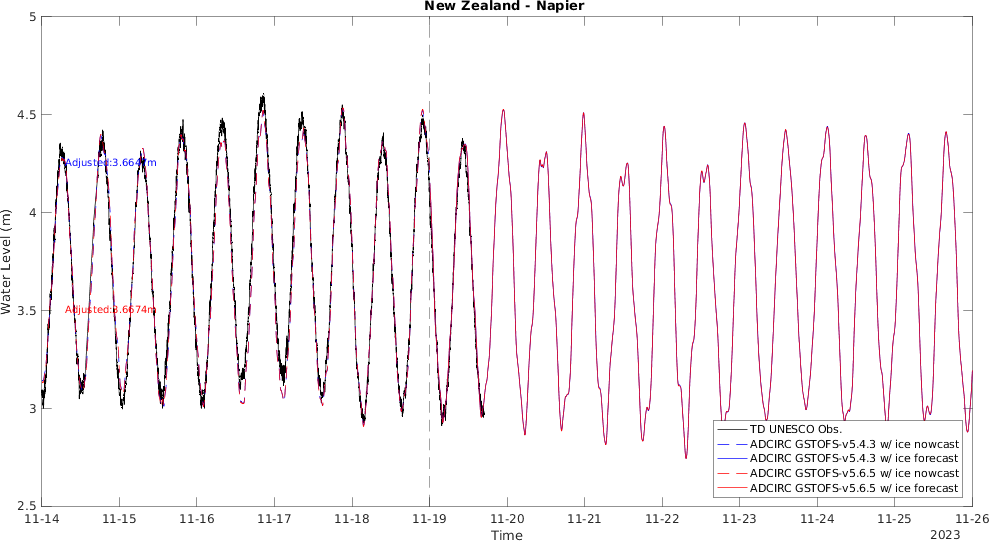 New Zealand - Napier
Water Level (m)
5
4.5
4
3.5
3
2.5
Adjusted:3.6647m
Adjusted:3.6674m
TD UNESCO Obs.
ADCIRC GSTOFS-v5.4.3 w/ ice nowcast
ADCIRC GSTOFS-v5.4.3 w/ ice forecast
ADCIRC GSTOFS-v5.6.5 w/ ice nowcast
ADCIRC GSTOFS-v5.6.5 w/ ice forecast
11-14 11-15 11-16 11-17 11-18 11-19 11-20 11-21 11-22 11-23 11-24 11-25 11-26
Time
2023